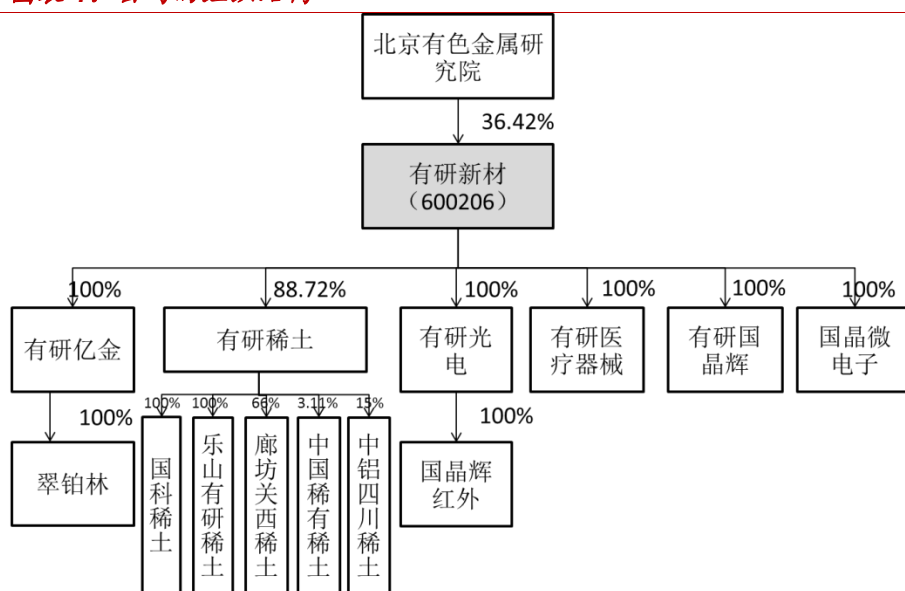 北京有色金属研
究院
36.42%
有研新材
（600206）
100%
88.72%
100%
100%
100%
100%
有研亿金
有研稀土
有研光
电
有研医
疗器械
有研国
晶辉
国晶微
电子
100%
100%
100%
66%
3.11%
15%
100%
翠铂林
国科稀土
乐山有研稀土
廊坊关西稀土
中国稀有稀土
中铝四川稀土
国晶辉
红外